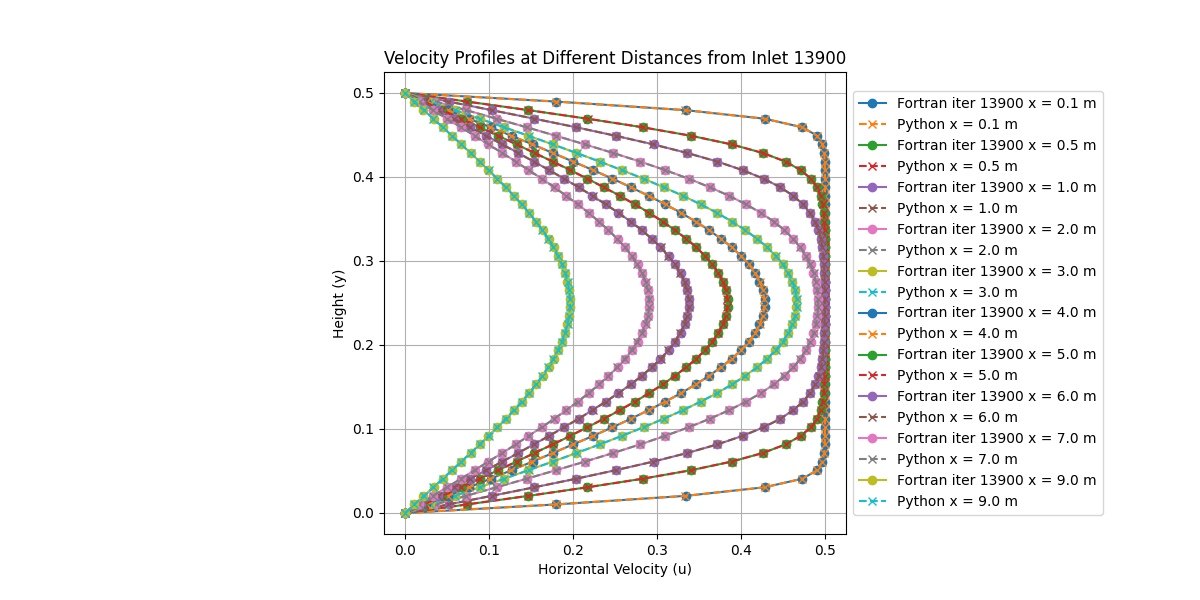 Velocity Profiles at Different Distances from Inlet 13900
0.5
0.4
0.3
0.2
0.1
0.0
Height (y)
0.0 0.1 0.2 0.3 0.4 0.5
Horizontal Velocity (u)
Fortran iter 13900 x = 0.1 m
Python x = 0.1 m
Fortran iter 13900 x = 0.5 m
Python x = 0.5 m
Fortran iter 13900 x = 1.0 m
Python x = 1.0 m
Fortran iter 13900 x = 2.0 m
Python x = 2.0 m
Fortran iter 13900 x = 3.0 m
Python x = 3.0 m
Fortran iter 13900 x = 4.0 m
Python x = 4.0 m
Fortran iter 13900 x = 5.0 m
Python x = 5.0 m
Fortran iter 13900 x = 6.0 m
Python x = 6.0 m
Fortran iter 13900 x = 7.0 m
Python x = 7.0 m
Fortran iter 13900 x = 9.0 m
Python x = 9.0 m